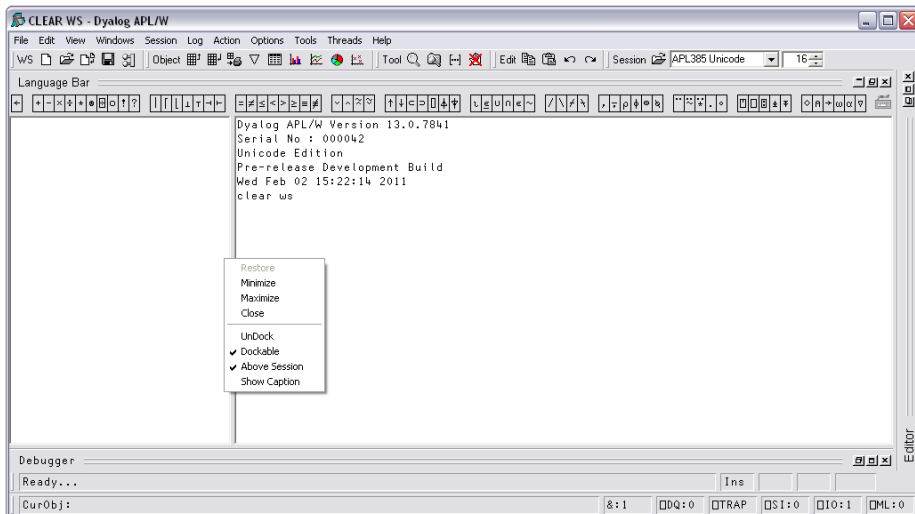 CLEAR WS - Dyalog APL/W
File Edit View Windows Session Log Action Options Tools Threads Help
WS Object Tool Edit Session APL385 Unicode 16
Language Bar
Dyalog APL/W Version 13.0.7841
Serial No : 000042
Unicode Edition
Pre-release Development Build
Wed Feb 02 15:22:14 2011
clear ws
Restore
Minimize
Maximize
Close
UnDock
Dockable
Above Session
Show Caption
Editor
Debugger
Ready... Ins
CurObj: &:1 ⎕DQ:0 ⎕TRAP ⎕SI:0 ⎕IO:1 ⎕ML:0